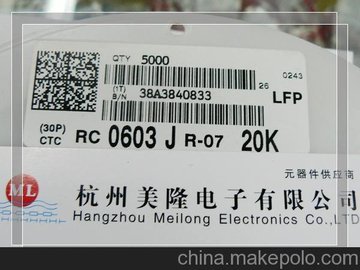 QTY 5000
(1T)
B/N 38A3840833
26 0243
LFP
(30P)
CTC RC 0603 J R-07 20K
元器件供应商
ML 杭州美隆电子有限公司
Hangzhou Meilong Electronics Co.,LTD
china.makepolo.com